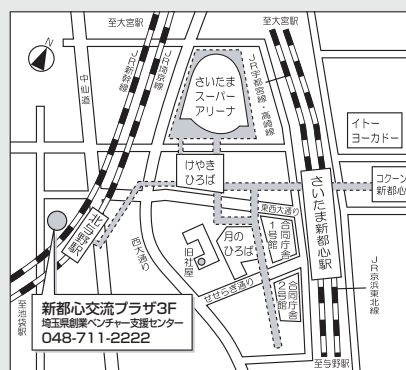 至大宮駅
至大宮駅
JR新幹線
JR埼京線
中山道
さいたま
スーパー
アリーナ
JR宇都宮線・高崎線
イトー
ヨーカドー
けやき
ひろば
コクーン
新都心
さいたま新都心駅
北与野駅
東西大通り
合同庁舎
1号館
月の
ひろば
旧社屋
西大通り
せせらぎ通り
合同庁舎
2号館
JR京浜東北線
至池袋駅
新都心交流プラザ3F
埼玉県創業ベンチャー支援センター
048-711-2222
至与野駅